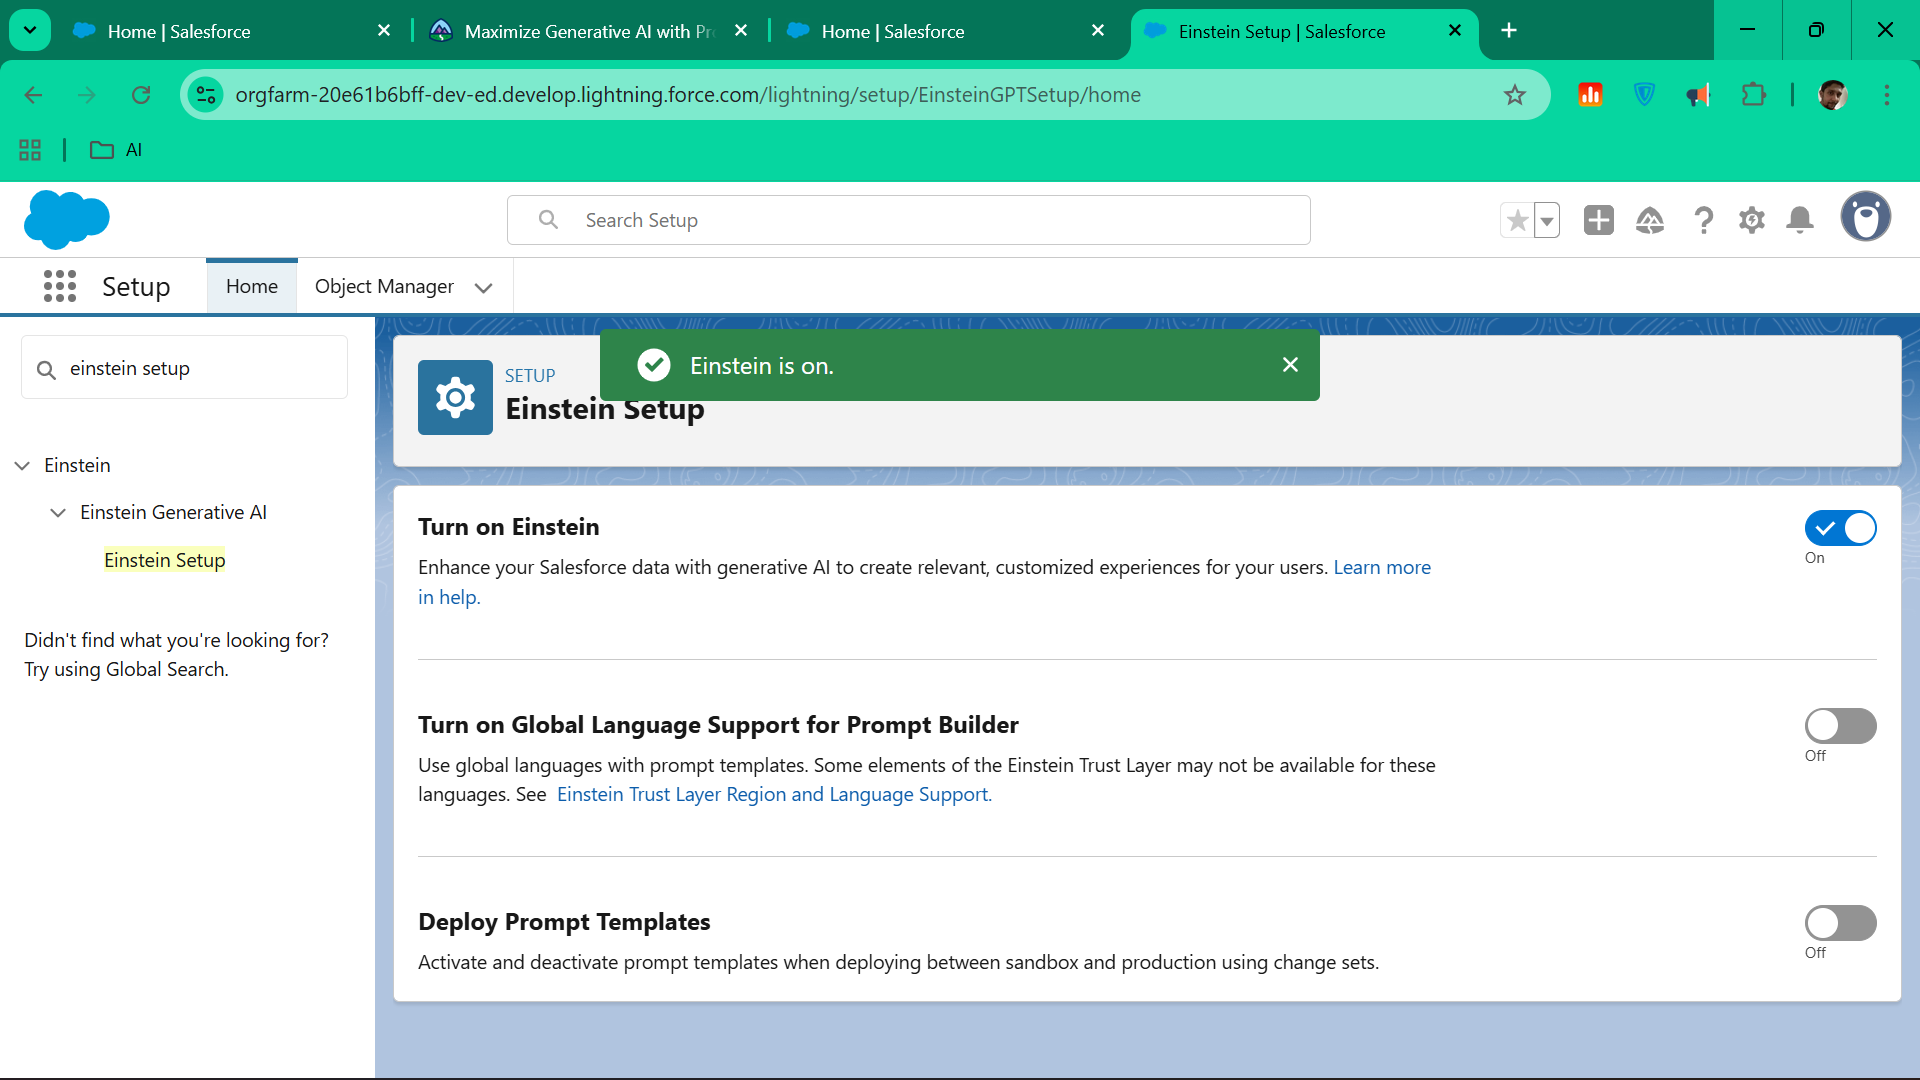 Home | Salesforce
Maximize Generative AI with Pr
Home | Salesforce
Einstein Setup | Salesforce
orgfarm-20e61b6bff-dev-ed.develop.lightning.force.com/lightning/setup/EinsteinGPTSetup/home
AI
Search Setup
Setup
Home
Object Manager
einstein setup
Einstein
Einstein Generative AI
Einstein Setup
Didn't find what you're looking for?
Try using Global Search.
Einstein is on.
SETUP
Einstein Setup
Turn on Einstein
Enhance your Salesforce data with generative AI to create relevant, customized experiences for your users. Learn more
in help.
On
Turn on Global Language Support for Prompt Builder
Use global languages with prompt templates. Some elements of the Einstein Trust Layer may not be available for these
languages. See Einstein Trust Layer Region and Language Support.
Off
Deploy Prompt Templates
Activate and deactivate prompt templates when deploying between sandbox and production using change sets.
Off